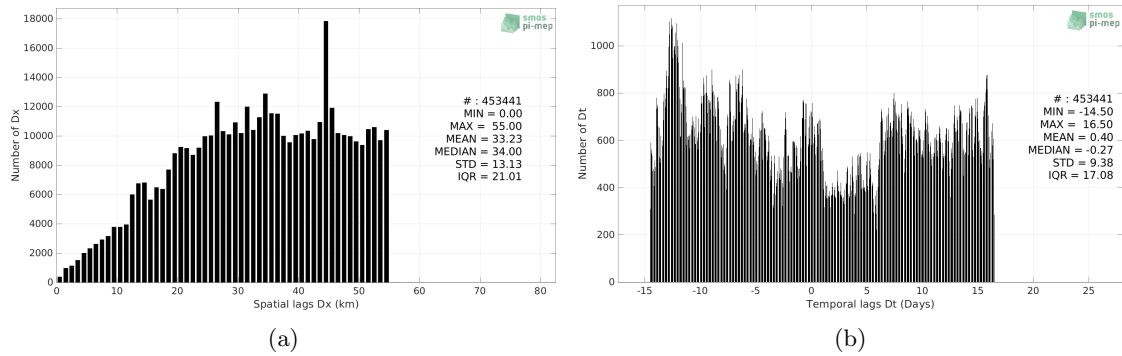 smos
pi-mep
18000
16000
14000
12000
10000
8000
6000
4000
2000
0
Number of Dx
# : 453441
MIN = 0.00
MAX = 55.00
MEAN = 33.23
MEDIAN = 34.00
STD = 13.13
IQR = 21.01
0 10 20 30 40 50 60 70 80
Spatial lags Dx (km)
(a)
smos
pi-mep
1000
800
600
400
200
0
Number of Dt
# : 453441
MIN = -14.50
MAX = 16.50
MEAN = 0.40
MEDIAN = -0.27
STD = 9.38
IQR = 17.08
-15 -10 -5 0 5 10 15 20 25
Temporal lags Dt (Days)
(b)